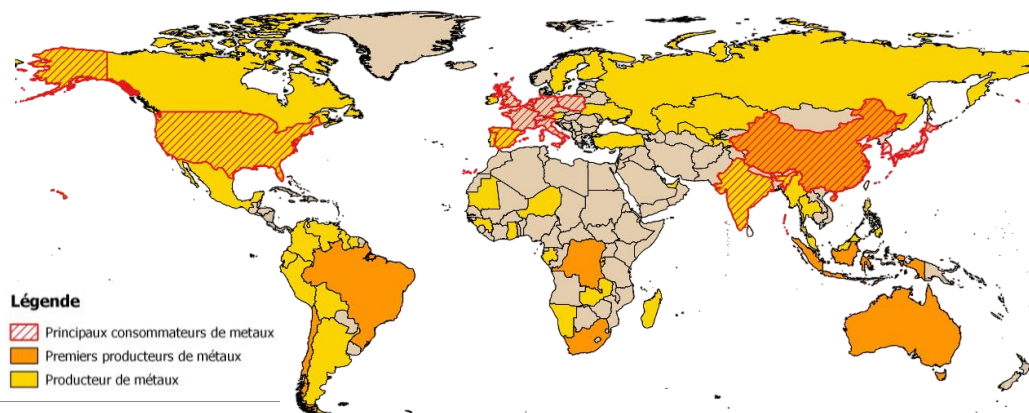 Légende
Principaux consommateurs de metaux
Premiers producteurs de métaux
Producteur de métaux